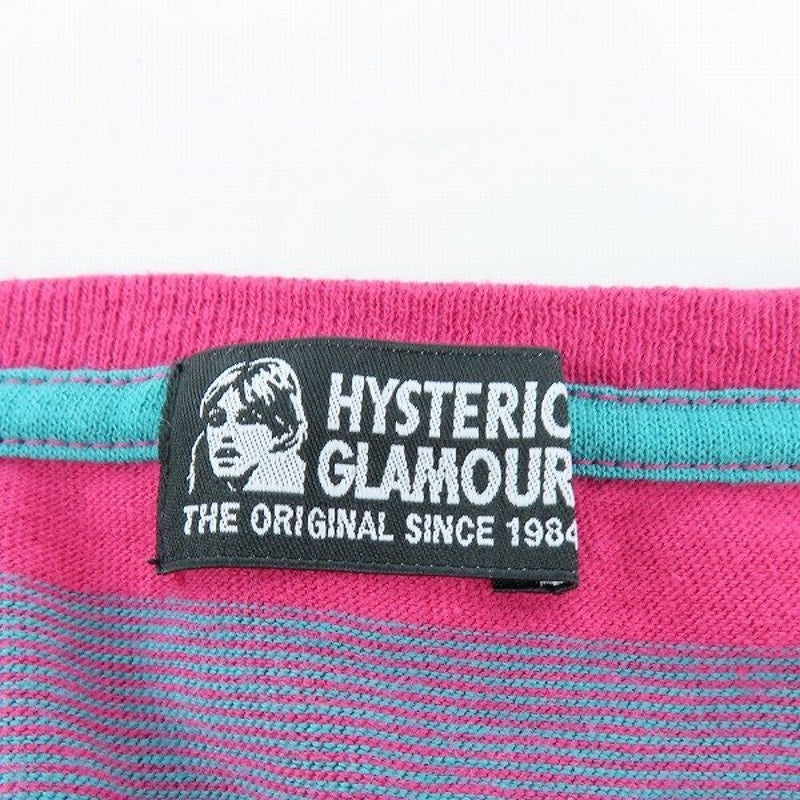 HYSTERIC
GLAMOUR
THE ORIGINAL SINCE 1984